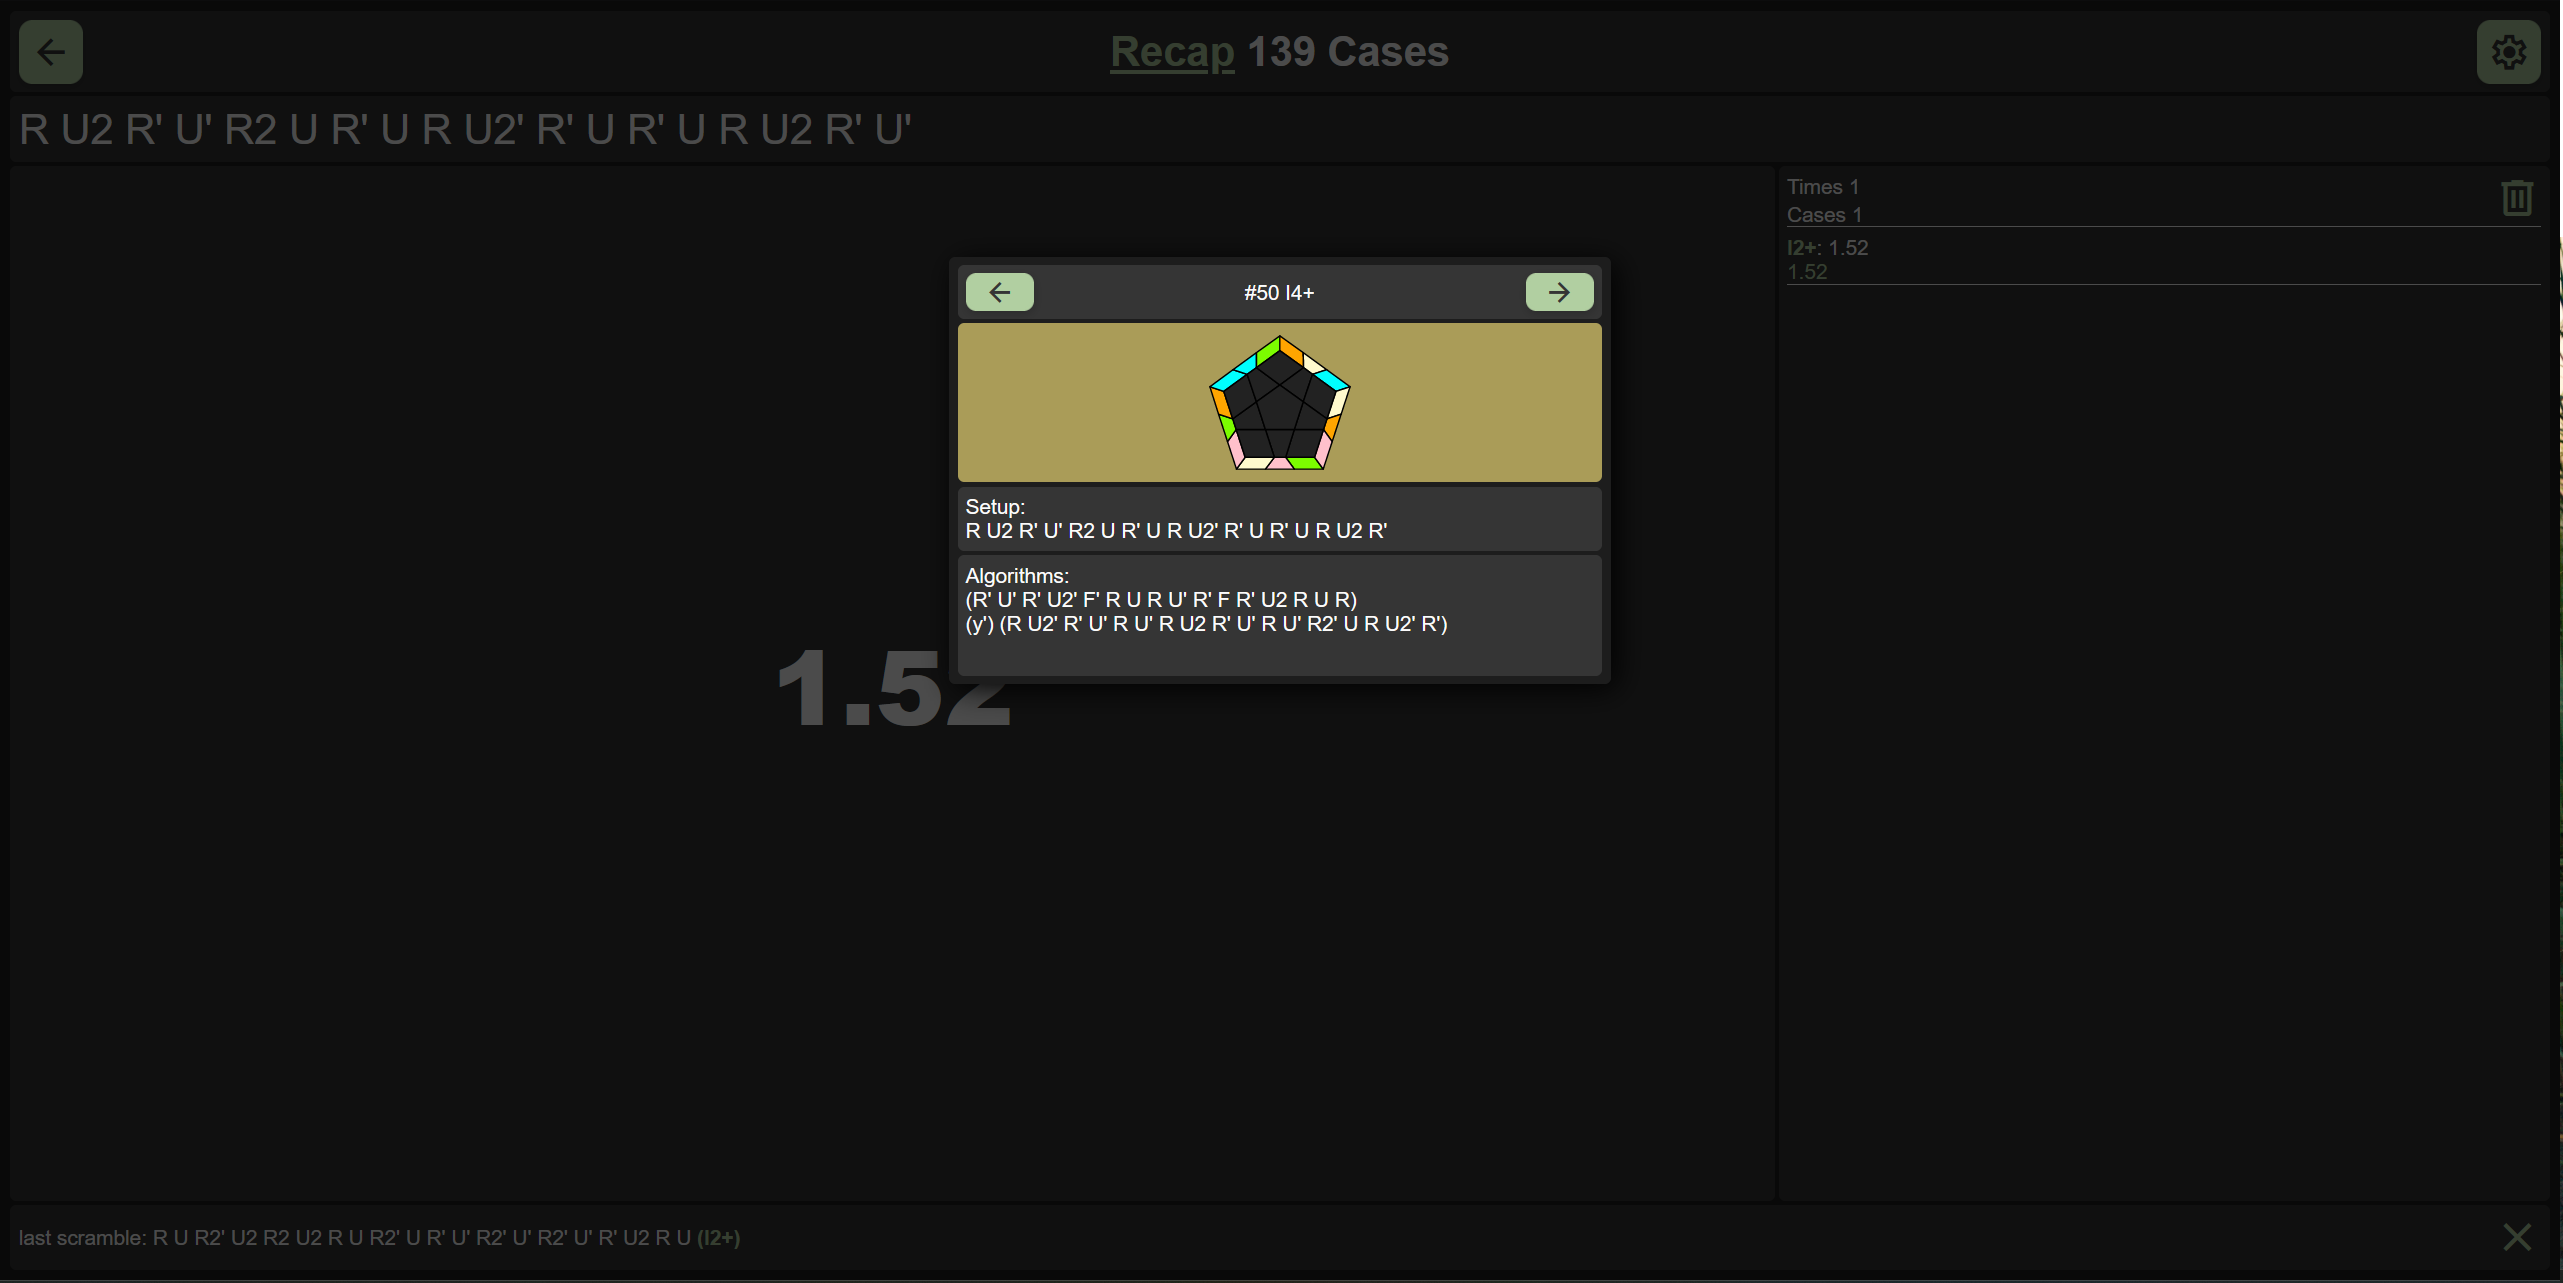 Recap 139 Cases
R U2 R' U' R2 U R' U R U2' R' U R' U R U2 R' U'
Times 1
Cases 1
I2+: 1.52
1.52
#50 I4+
Setup:
R U2 R' U' R2 U R' U R U2' R' U R' U R U2 R'
Algorithms:
(R' U' R' U2' F' R U R U' R' F R' U2 R U R)
(y') (R U2' R' U' R U' R U2 R' U' R U' R2' U R U2' R')
1.52
last scramble: R U R2' U2 R2 U2 R U R2' U R' U' R2' U' R2' U' R' U2 R U (I2+)